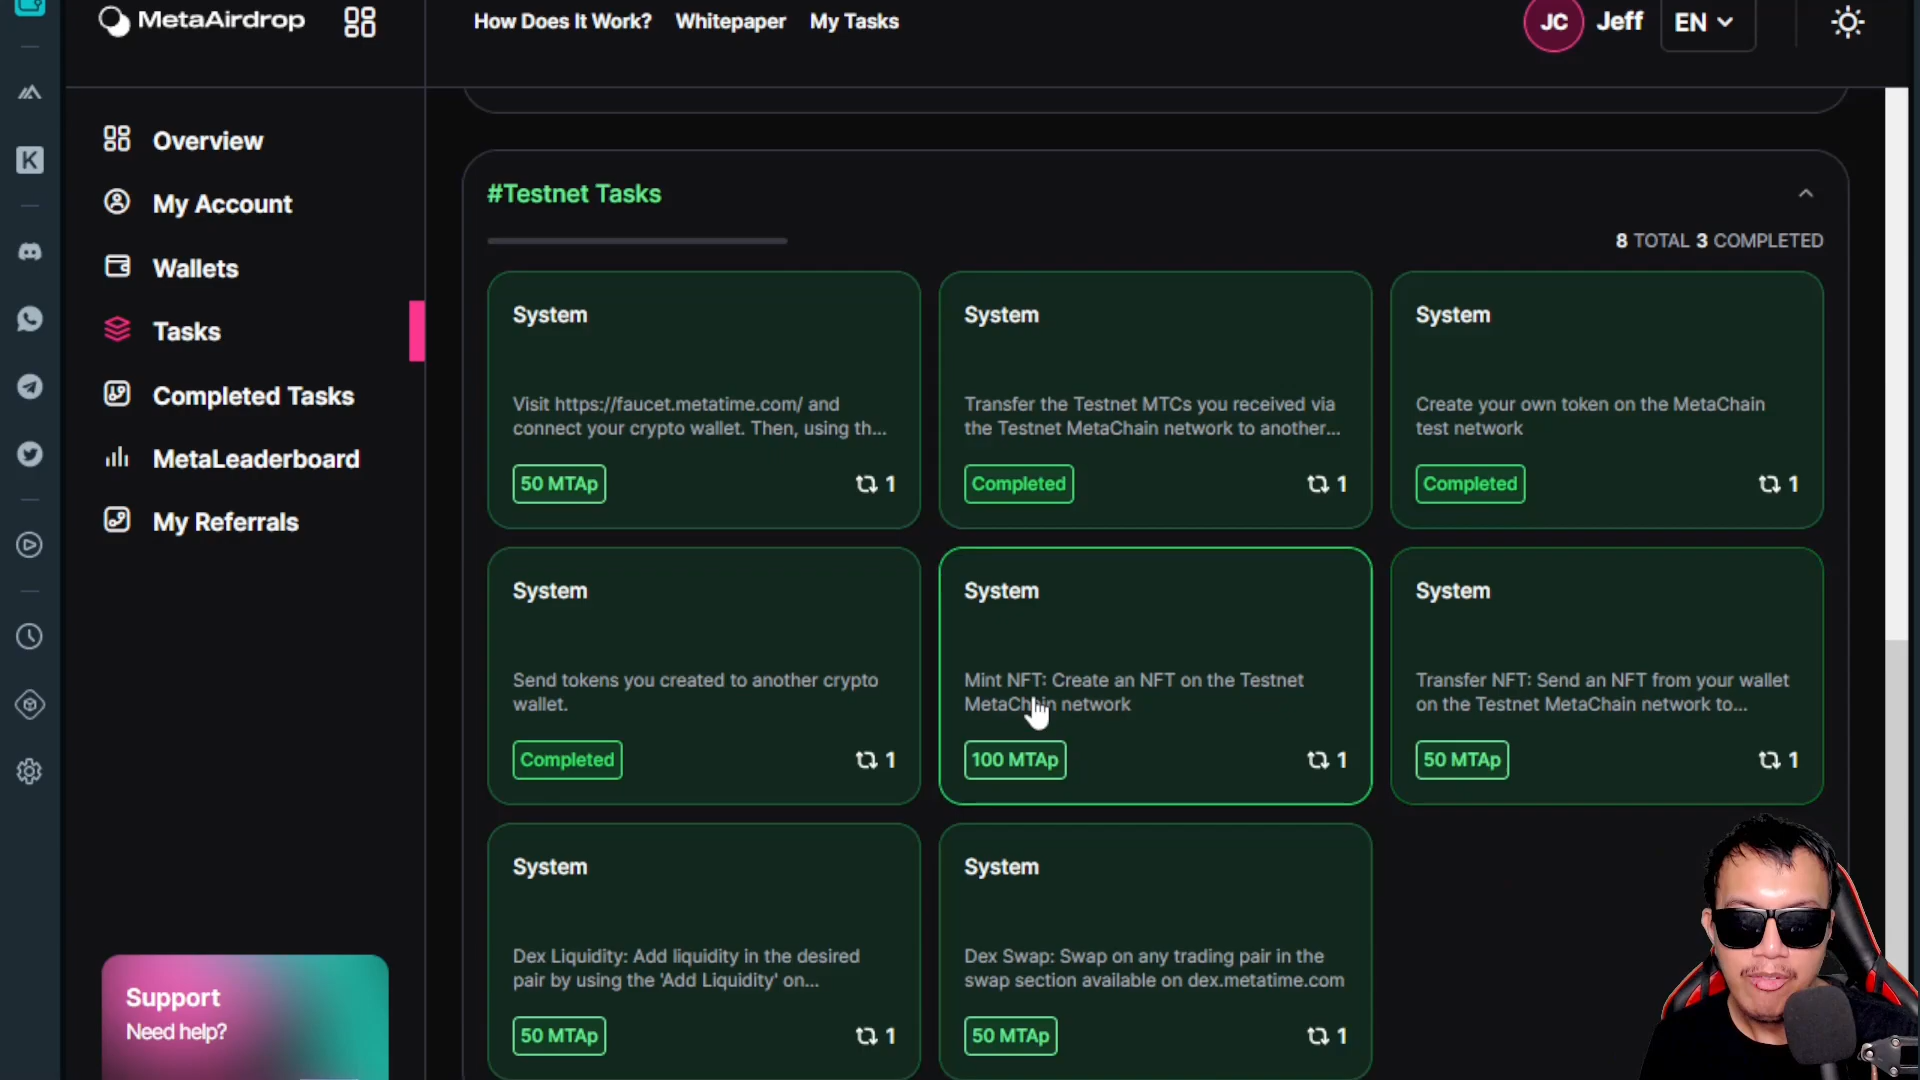 MetaAirdrop
How Does It Work? Whitepaper My Tasks
JC Jeff EN
Overview
My Account
Wallets
Tasks
Completed Tasks
MetaLeaderboard
My Referrals
Support
Need help?
#Testnet Tasks
8 TOTAL 3 COMPLETED
System
Visit https://faucet.metatime.com/ and
connect your crypto wallet. Then, using th...
50 MTAp 1
System
Transfer the Testnet MTCs you received via
the Testnet MetaChain network to another...
Completed 1
System
Create your own token on the MetaChain
test network
Completed 1
System
Send tokens you created to another crypto
wallet.
Completed 1
System
Mint NFT: Create an NFT on the Testnet
MetaChain network
100 MTAp 1
System
Transfer NFT: Send an NFT from your wallet
on the Testnet MetaChain network to...
50 MTAp 1
System
Dex Liquidity: Add liquidity in the desired
pair by using the 'Add Liquidity' on...
50 MTAp 1
System
Dex Swap: Swap on any trading pair in the
swap section available on dex.metatime.com
50 MTAp 1
K